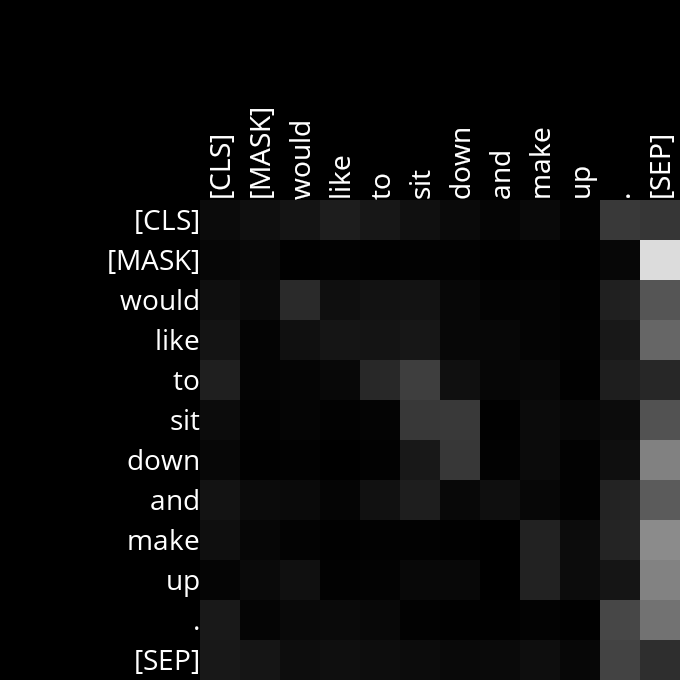 [CLS] [MASK] would like to sit down and make up . [SEP]
[CLS]
[MASK]
would
like
to
sit
down
and
make
up
.
[SEP]